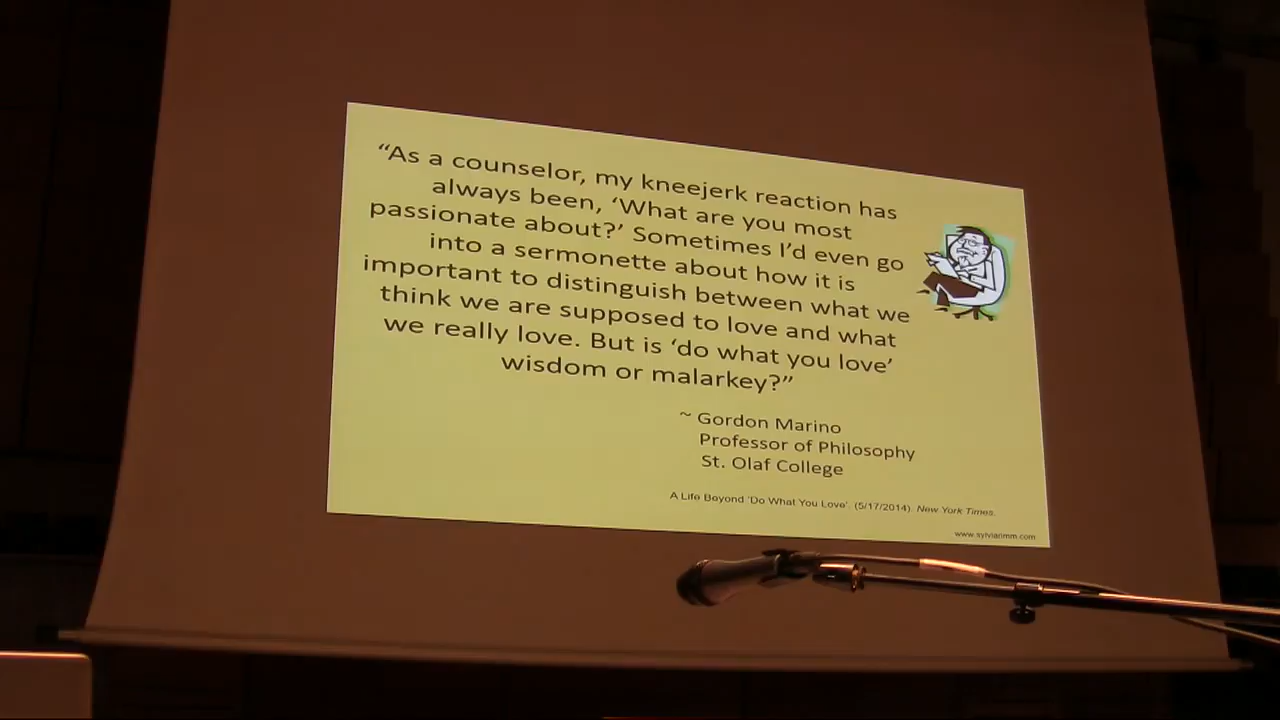 “As a counselor, my kneejerk reaction has
always been, ‘What are you most
passionate about?’ Sometimes I’d even go
into a sermonette about how it is
important to distinguish between what we
think we are supposed to love and what
we really love. But is ‘do what you love’
wisdom or malarkey?”
~ Gordon Marino
Professor of Philosophy
St. Olaf College
A Life Beyond ‘Do What You Love’. (5/17/2014). New York Times.
www.sylviarimm.com